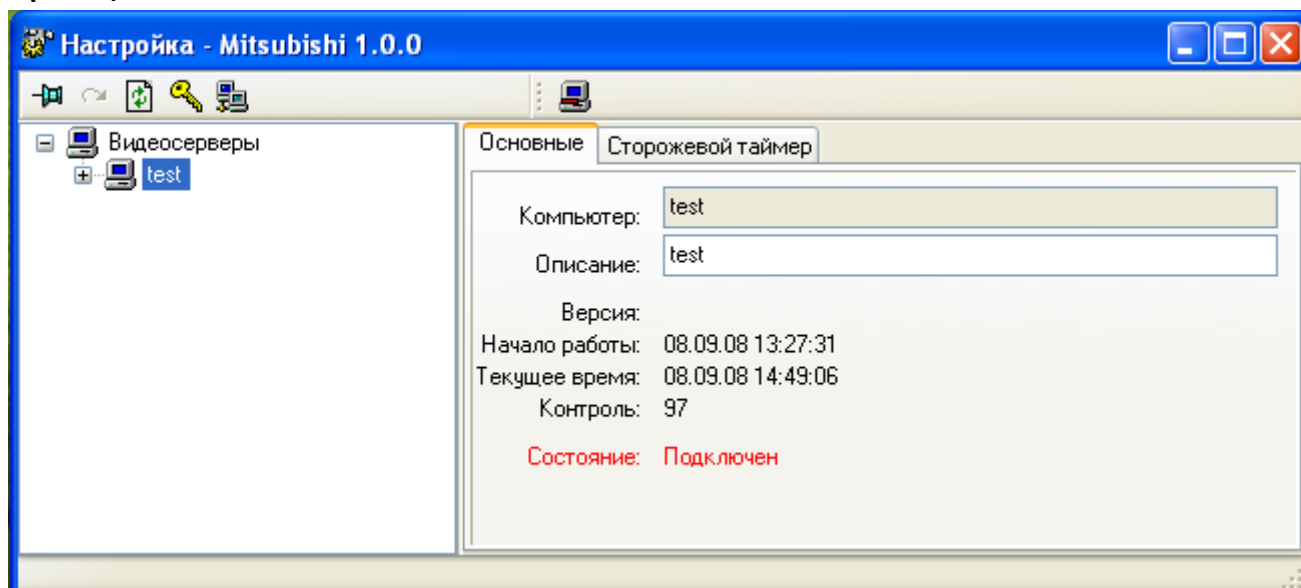 Настройка - Mitsubishi 1.0.0
Видеосерверы
test
Основные
Сторожевой таймер
Компьютер: test
Описание: test
Версия:
Начало работы: 08.09.08 13:27:31
Текущее время: 08.09.08 14:49:06
Контроль: 97
Состояние: Подключен